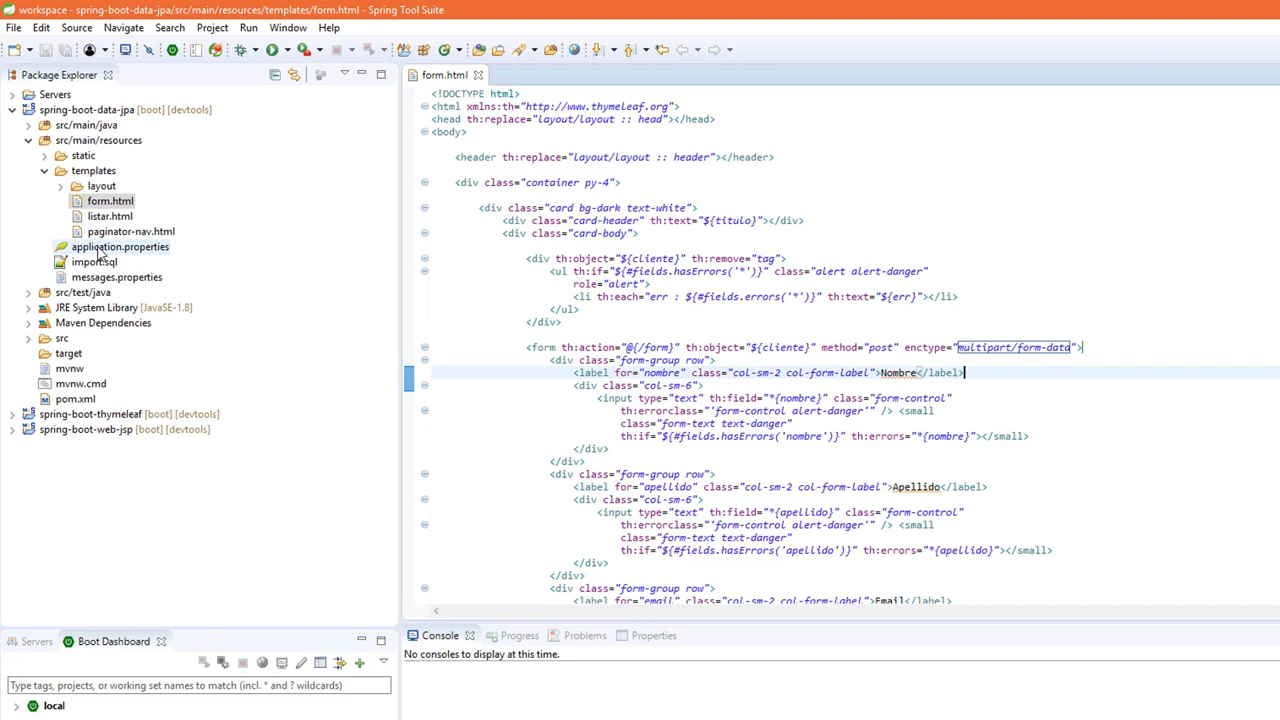 workspace - spring-boot-data-jpa/src/main/resources/templates/form.html - Spring Tool Suite
File Edit Source Navigate Search Project Run Window Help
Package Explorer
Servers
spring-boot-data-jpa [boot] [devtools]
src/main/java
src/main/resources
static
templates
layout
form.html
listar.html
paginator-nav.html
application.properties
import.sql
messages.properties
src/test/java
JRE System Library [JavaSE-1.8]
Maven Dependencies
src
target
mvnw
mvnw.cmd
pom.xml
spring-boot-thymeleaf [boot] [devtools]
spring-boot-web-jsp [boot] [devtools]
Servers Boot Dashboard
Type tags, projects, or working set names to match (incl. * and ? wildcards)
local
form.html
<!DOCTYPE html>
<html xmlns:th="http://www.thymeleaf.org">
<head th:replace="layout/layout :: head"></head>
<body>
<header th:replace="layout/layout :: header"></header>
<div class="container py-4">
<div class="card bg-dark text-white">
<div class="card-header" th:text="${titulo}"></div>
<div class="card-body">
<div th:object="${cliente}" th:remove="tag">
<ul th:if="${#fields.hasErrors('*')}" class="alert alert-danger"
role="alert">
<li th:each="err : ${#fields.errors('*')}" th:text="${err}"></li>
</ul>
</div>
<form th:action="@{/form}" th:object="${cliente}" method="post" enctype="multipart/form-data">
<div class="form-group row">
<label for="nombre" class="col-sm-2 col-form-label">Nombre</label>
<div class="col-sm-6">
<input type="text" th:field="*{nombre}" class="form-control"
th:errorclass="'form-control alert-danger'" /> <small
class="form-text text-danger"
th:if="${#fields.hasErrors('nombre')}" th:errors="*{nombre}"></small>
</div>
</div>
<div class="form-group row">
<label for="apellido" class="col-sm-2 col-form-label">Apellido</label>
<div class="col-sm-6">
<input type="text" th:field="*{apellido}" class="form-control"
th:errorclass="'form-control alert-danger'" /> <small
class="form-text text-danger"
th:if="${#fields.hasErrors('apellido')}" th:errors="*{apellido}"></small>
</div>
</div>
<div class="form-group row">
<label for="email" class="col-sm-2 col-form-label">Email</label>
Console Progress Problems Properties
No consoles to display at this time.